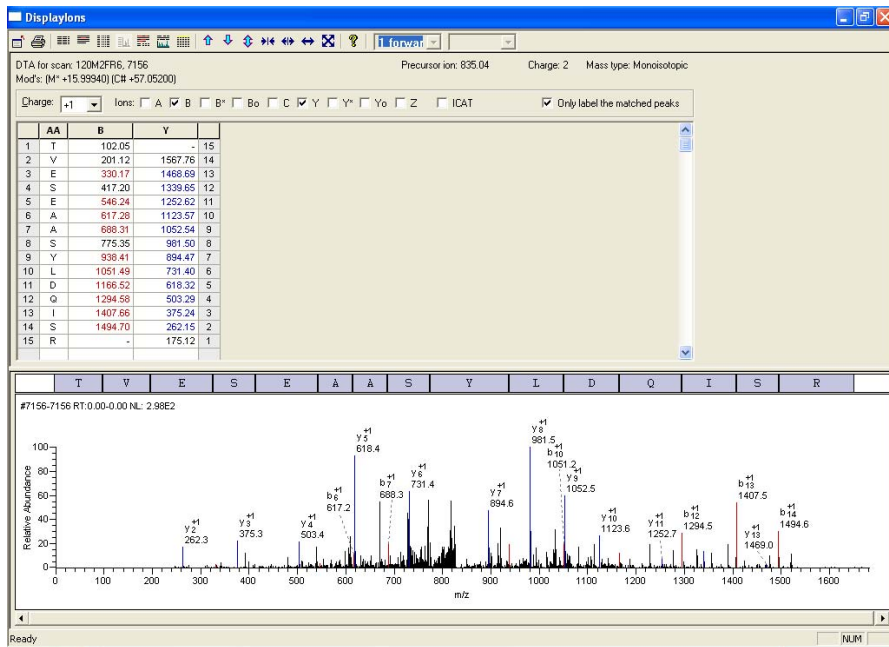 DisplayIons
1 forwar
DTA for scan: 120M2FR6, 7156 Precursor ion: 835.04 Charge: 2 Mass type: Monoisotopic
Mod's: (M* +15.99940) (C# +57.05200)
Charge: +1 Ions: A B B* Bo C Y Y* Yo Z ICAT Only label the matched peaks
AA B Y
1 T 102.05 - 15
2 V 201.12 1567.76 14
3 E 330.17 1468.69 13
4 S 417.20 1339.65 12
5 E 546.24 1252.62 11
6 A 617.28 1123.57 10
7 A 688.31 1052.54 9
8 S 775.35 981.50 8
9 Y 938.41 894.47 7
10 L 1051.49 731.40 6
11 D 1166.52 618.32 5
12 Q 1294.58 503.29 4
13 I 1407.66 375.24 3
14 S 1494.70 262.15 2
15 R - 175.12 1
T V E S E A A S Y L D Q I S R
#7156-7156 RT:0.00-0.00 NL: 2.98E2
Relative Abundance
100
80
60
40
20
0
y2 +1
262.3
y3 +1
375.3
y4 +1
503.4
b6 +1
617.2
y5 +1
618.4
b7 +1
688.3
y6 +1
731.4
y7 +1
894.6
y8 +1
981.5
b10 +1
1051.2
y9 +1
1052.5
y10 +1
1123.6
y11 +1
1252.7
b12 +1
1294.5
b13 +1
1407.5
y13 +1
1469.0
b14 +1
1494.6
0 100 200 300 400 500 600 700 800 900 1000 1100 1200 1300 1400 1500 1600
m/z
Ready NUM